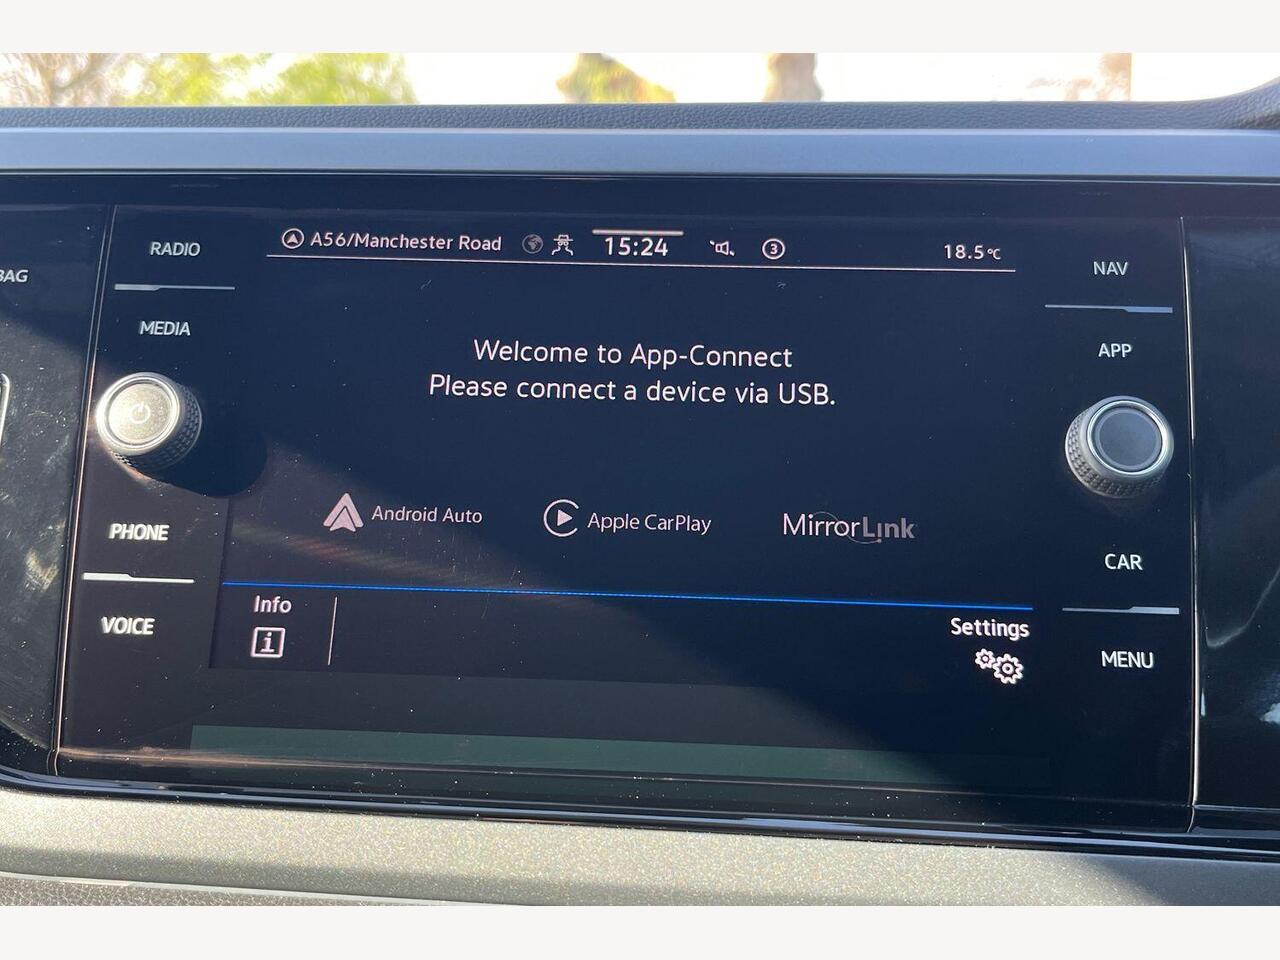 BAG
RADIO
MEDIA
PHONE
VOICE
A56/Manchester Road
15:24
3
18.5°C
Welcome to App-Connect
Please connect a device via USB.
Android Auto
Apple CarPlay
MirrorLink
Info
i
Settings
NAV
APP
CAR
MENU